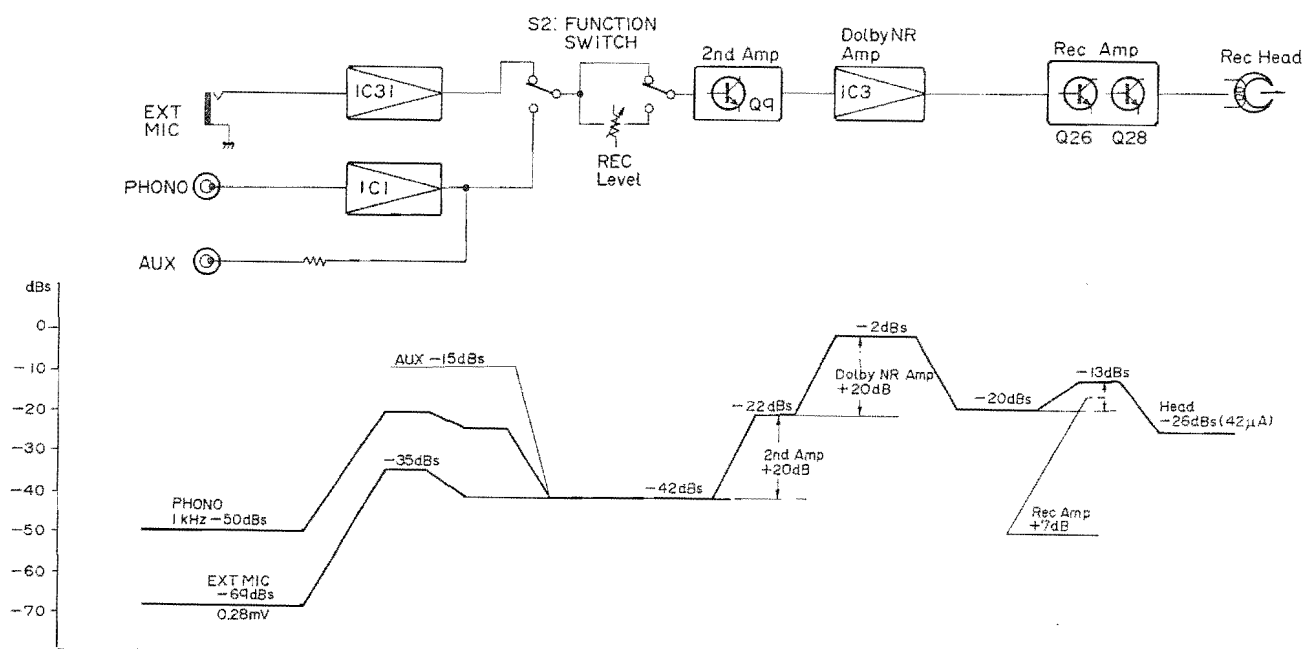 S2: FUNCTION
SWITCH
2nd Amp
Dolby NR
Amp
Rec Amp
Rec Head
IC31
Q9
iC3
EXT
MIC
REC
Level
Q26 Q28
PHONO
IC1
AUX
dBs
0
-10
-20
-30
-40
-50
-60
-70
-2dBs
AUX -15dBs
Dolby NR Amp
+20dB
-13dBs
-22dBs
-20dBs
Head
-26dBs (42μA)
-35dBs
2nd Amp
+20dB
-42dBs
PHONO
1kHz -50dBs
Rec Amp
+7dB
EXT MIC
-69dBs
0.28mV